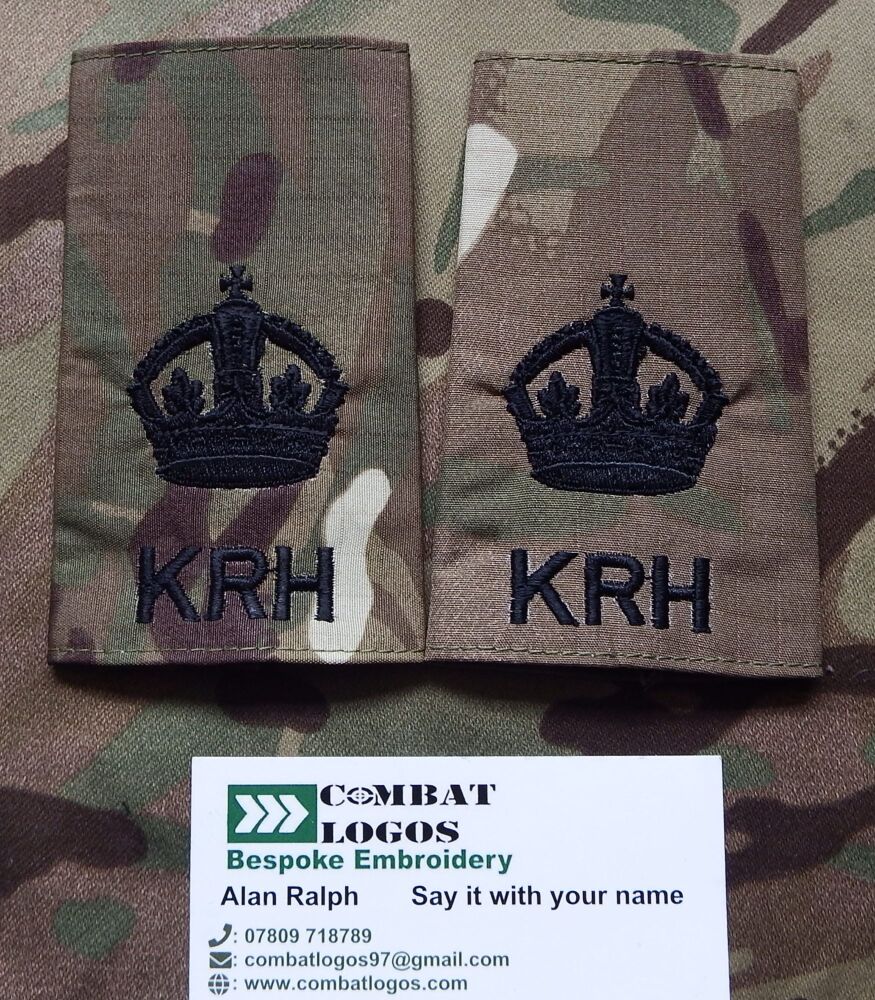 KRH KRH
COMBAT
LOGOS
Bespoke Embroidery
Alan Ralph Say it with your name
: 07809 718789
: combatlogos97@gmail.com
: www.combatlogos.com